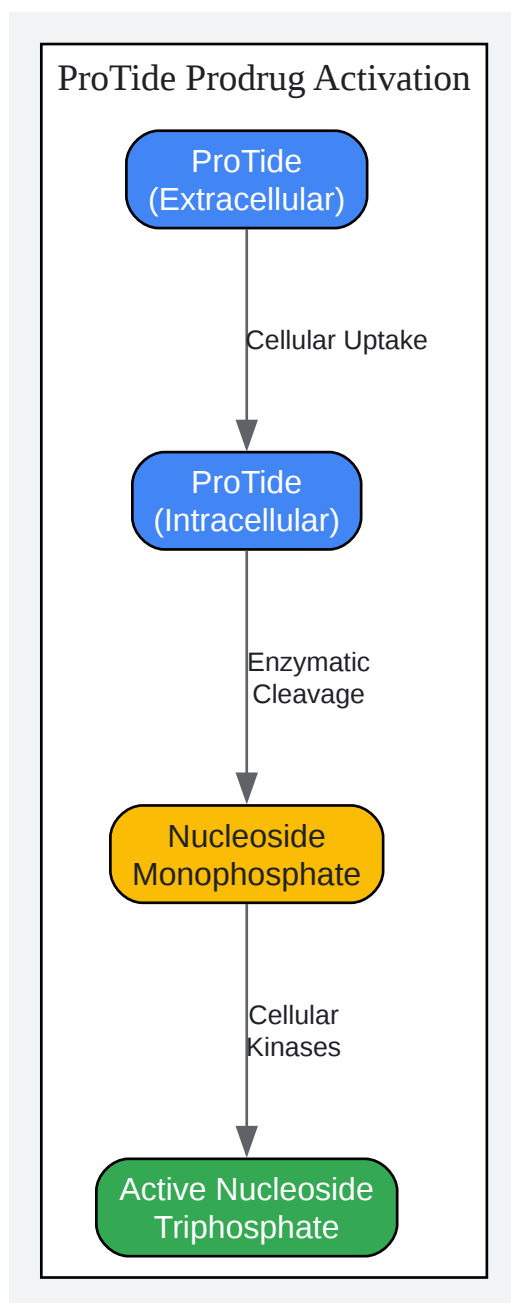 ProTide Prodrug Activation
ProTide
(Extracellular)
Cellular Uptake
ProTide
(Intracellular)
Enzymatic
Cleavage
Nucleoside
Monophosphate
Cellular
Kinases
Active Nucleoside
Triphosphate